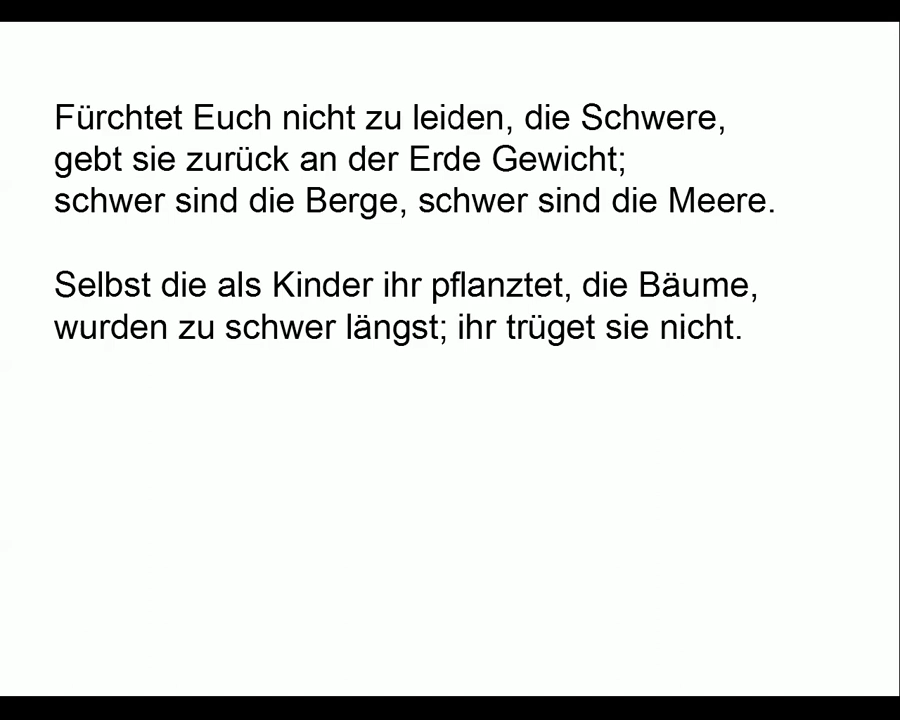 Fürchtet Euch nicht zu leiden, die Schwere,
gebt sie zurück an der Erde Gewicht;
schwer sind die Berge, schwer sind die Meere.
Selbst die als Kinder ihr pflanztet, die Bäume,
wurden zu schwer längst; ihr trüget sie nicht.